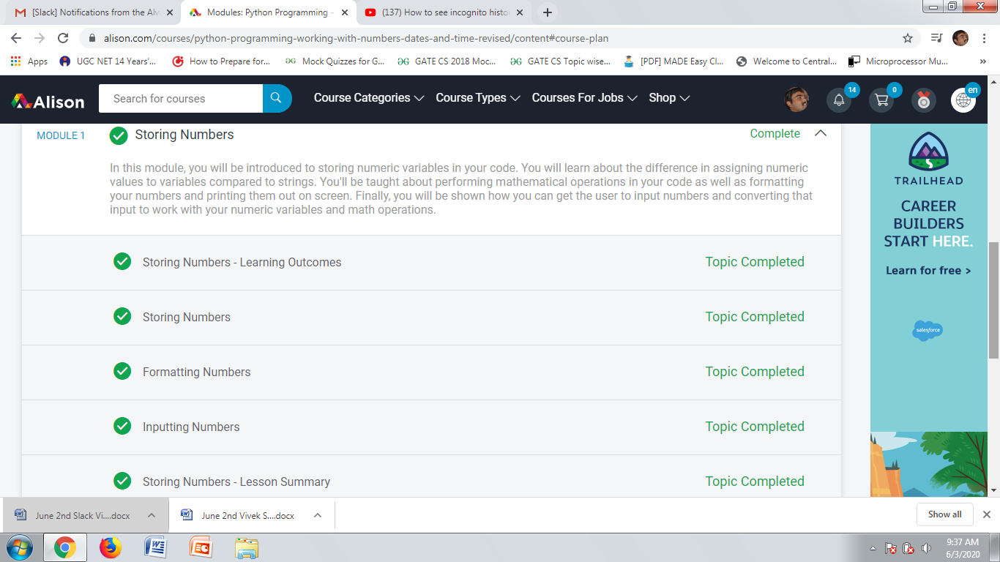 [Slack] Notifications from the Alv
Modules: Python Programming -
(137) How to see incognito histo
alison.com/courses/python-programming-working-with-numbers-dates-and-time-revised/content#course-plan
Apps
UGC NET 14 Years'...
How to Prepare for...
Mock Quizzes for G...
GATE CS 2018 Moc...
GATE CS Topic wise...
[PDF] MADE Easy Cl...
Welcome to Central...
Microprocessor Mu...
»
Alison
Search for courses
Course Categories
Course Types
Courses For Jobs
Shop
14
0
en
MODULE 1
Storing Numbers
Complete
In this module, you will be introduced to storing numeric variables in your code. You will learn about the difference in assigning numeric
values to variables compared to strings. You'll be taught about performing mathematical operations in your code as well as formatting
your numbers and printing them out on screen. Finally, you will be shown how you can get the user to input numbers and converting that
input to work with your numeric variables and math operations.
Storing Numbers - Learning Outcomes
Topic Completed
Storing Numbers
Topic Completed
Formatting Numbers
Topic Completed
Inputting Numbers
Topic Completed
Storing Numbers - Lesson Summary
Topic Completed
TRAILHEAD
CAREER
BUILDERS
START HERE.
Learn for free >
salesforce
June 2nd Slack Vi....docx
June 2nd Vivek S....docx
Show all
9:37 AM
6/3/2020